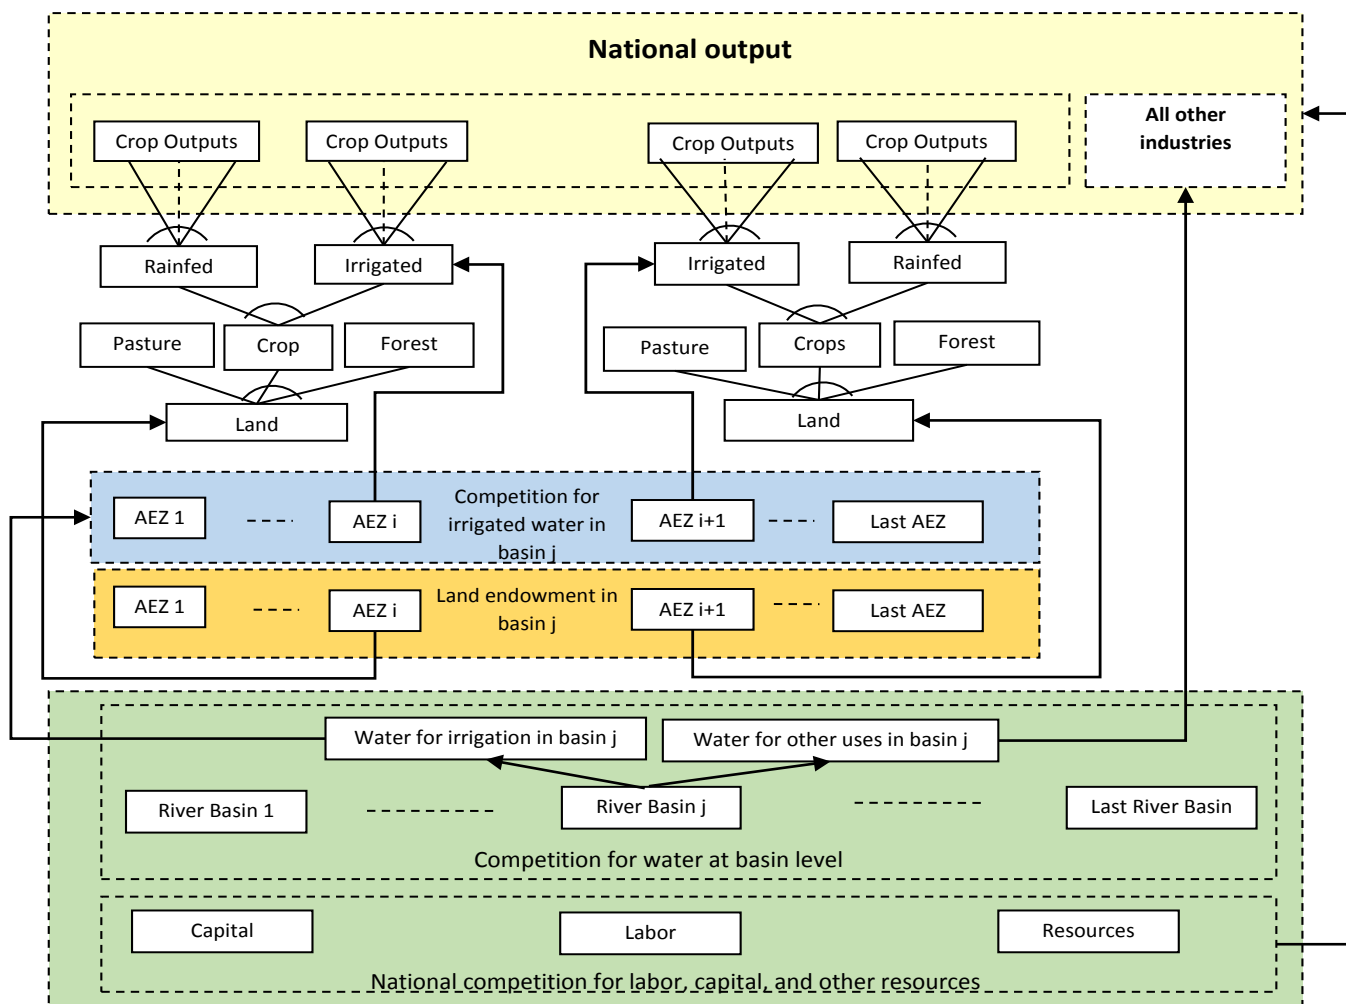 National output
All other
industries
Crop Outputs
Crop Outputs
Crop Outputs
Crop Outputs
Rainfed
Irrigated
Irrigated
Rainfed
Pasture
Crop
Forest
Pasture
Crops
Forest
Land
Land
Competition for
irrigated water in
basin j
AEZ 1
AEZ i
AEZ i+1
Last AEZ
Land endowment in
basin j
AEZ 1
AEZ i
AEZ i+1
Last AEZ
Water for irrigation in basin j
Water for other uses in basin j
River Basin 1
River Basin j
Last River Basin
Competition for water at basin level
Capital
Labor
Resources
National competition for labor, capital, and other resources